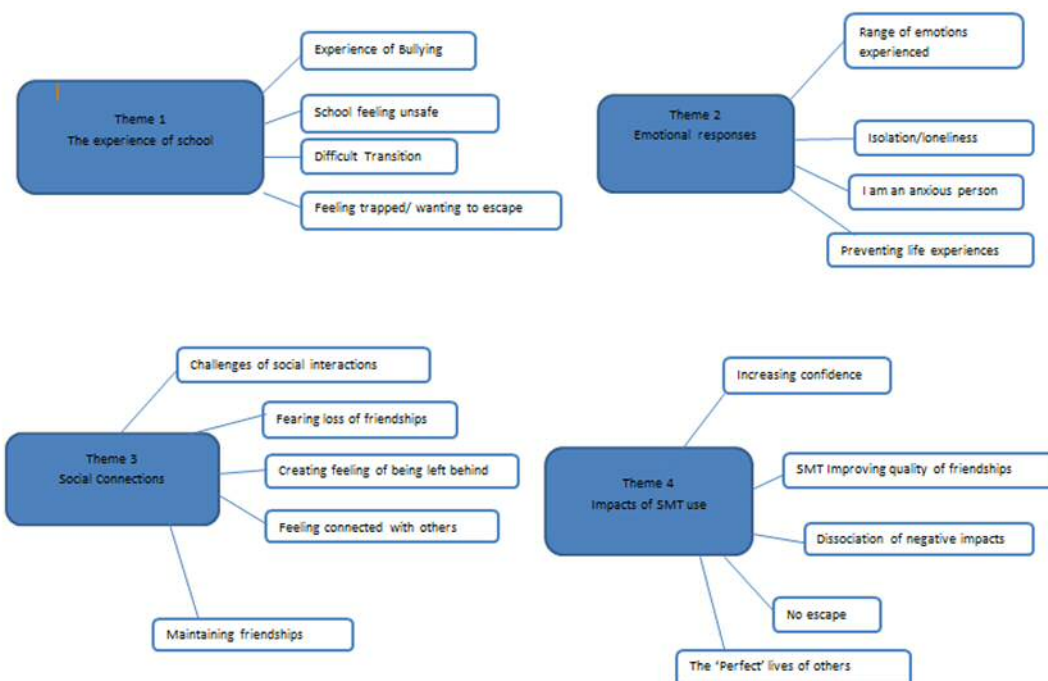 Theme 1
The experience of school
Experience of Bullying
School feeling unsafe
Difficult Transition
Feeling trapped/ wanting to escape
Theme 2
Emotional responses
Range of emotions
experienced
Isolation/loneliness
I am an anxious person
Preventing life experiences
Theme 3
Social Connections
Challenges of social interactions
Fearing loss of friendships
Creating feeling of being left behind
Feeling connected with others
Maintaining friendships
Theme 4
Impacts of SMT use
Increasing confidence
SMT Improving quality of friendships
Dissociation of negative impacts
No escape
The 'Perfect' lives of others